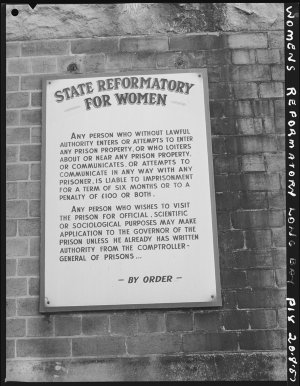 STATE REFORMATORY
FOR WOMEN
ANY PERSON WHO WITHOUT LAWFUL
AUTHORITY ENTERS OR ATTEMPTS TO ENTER
ANY PRISON PROPERTY, OR WHO LOITERS
ABOUT OR NEAR ANY PRISON PROPERTY,
OR COMMUNICATES, OR ATTEMPTS TO
COMMUNICATE IN ANY WAY WITH ANY
PRISONER, IS LIABLE TO IMPRISONMENT
FOR A TERM OF SIX MONTHS OR TO A
PENALTY OF £100 OR BOTH.
ANY PERSON WHO WISHES TO VISIT
THE PRISON FOR OFFICIAL, SCIENTIFIC
OR SOCIOLOGICAL PURPOSES MAY MAKE
APPLICATION TO THE GOVERNOR OF THE
PRISON UNLESS HE ALREADY HAS WRITTEN
AUTHORITY FROM THE COMPTROLLER-
GENERAL OF PRISONS...
– BY ORDER –
WOMENS REFORMATORY LONG BAY PIX